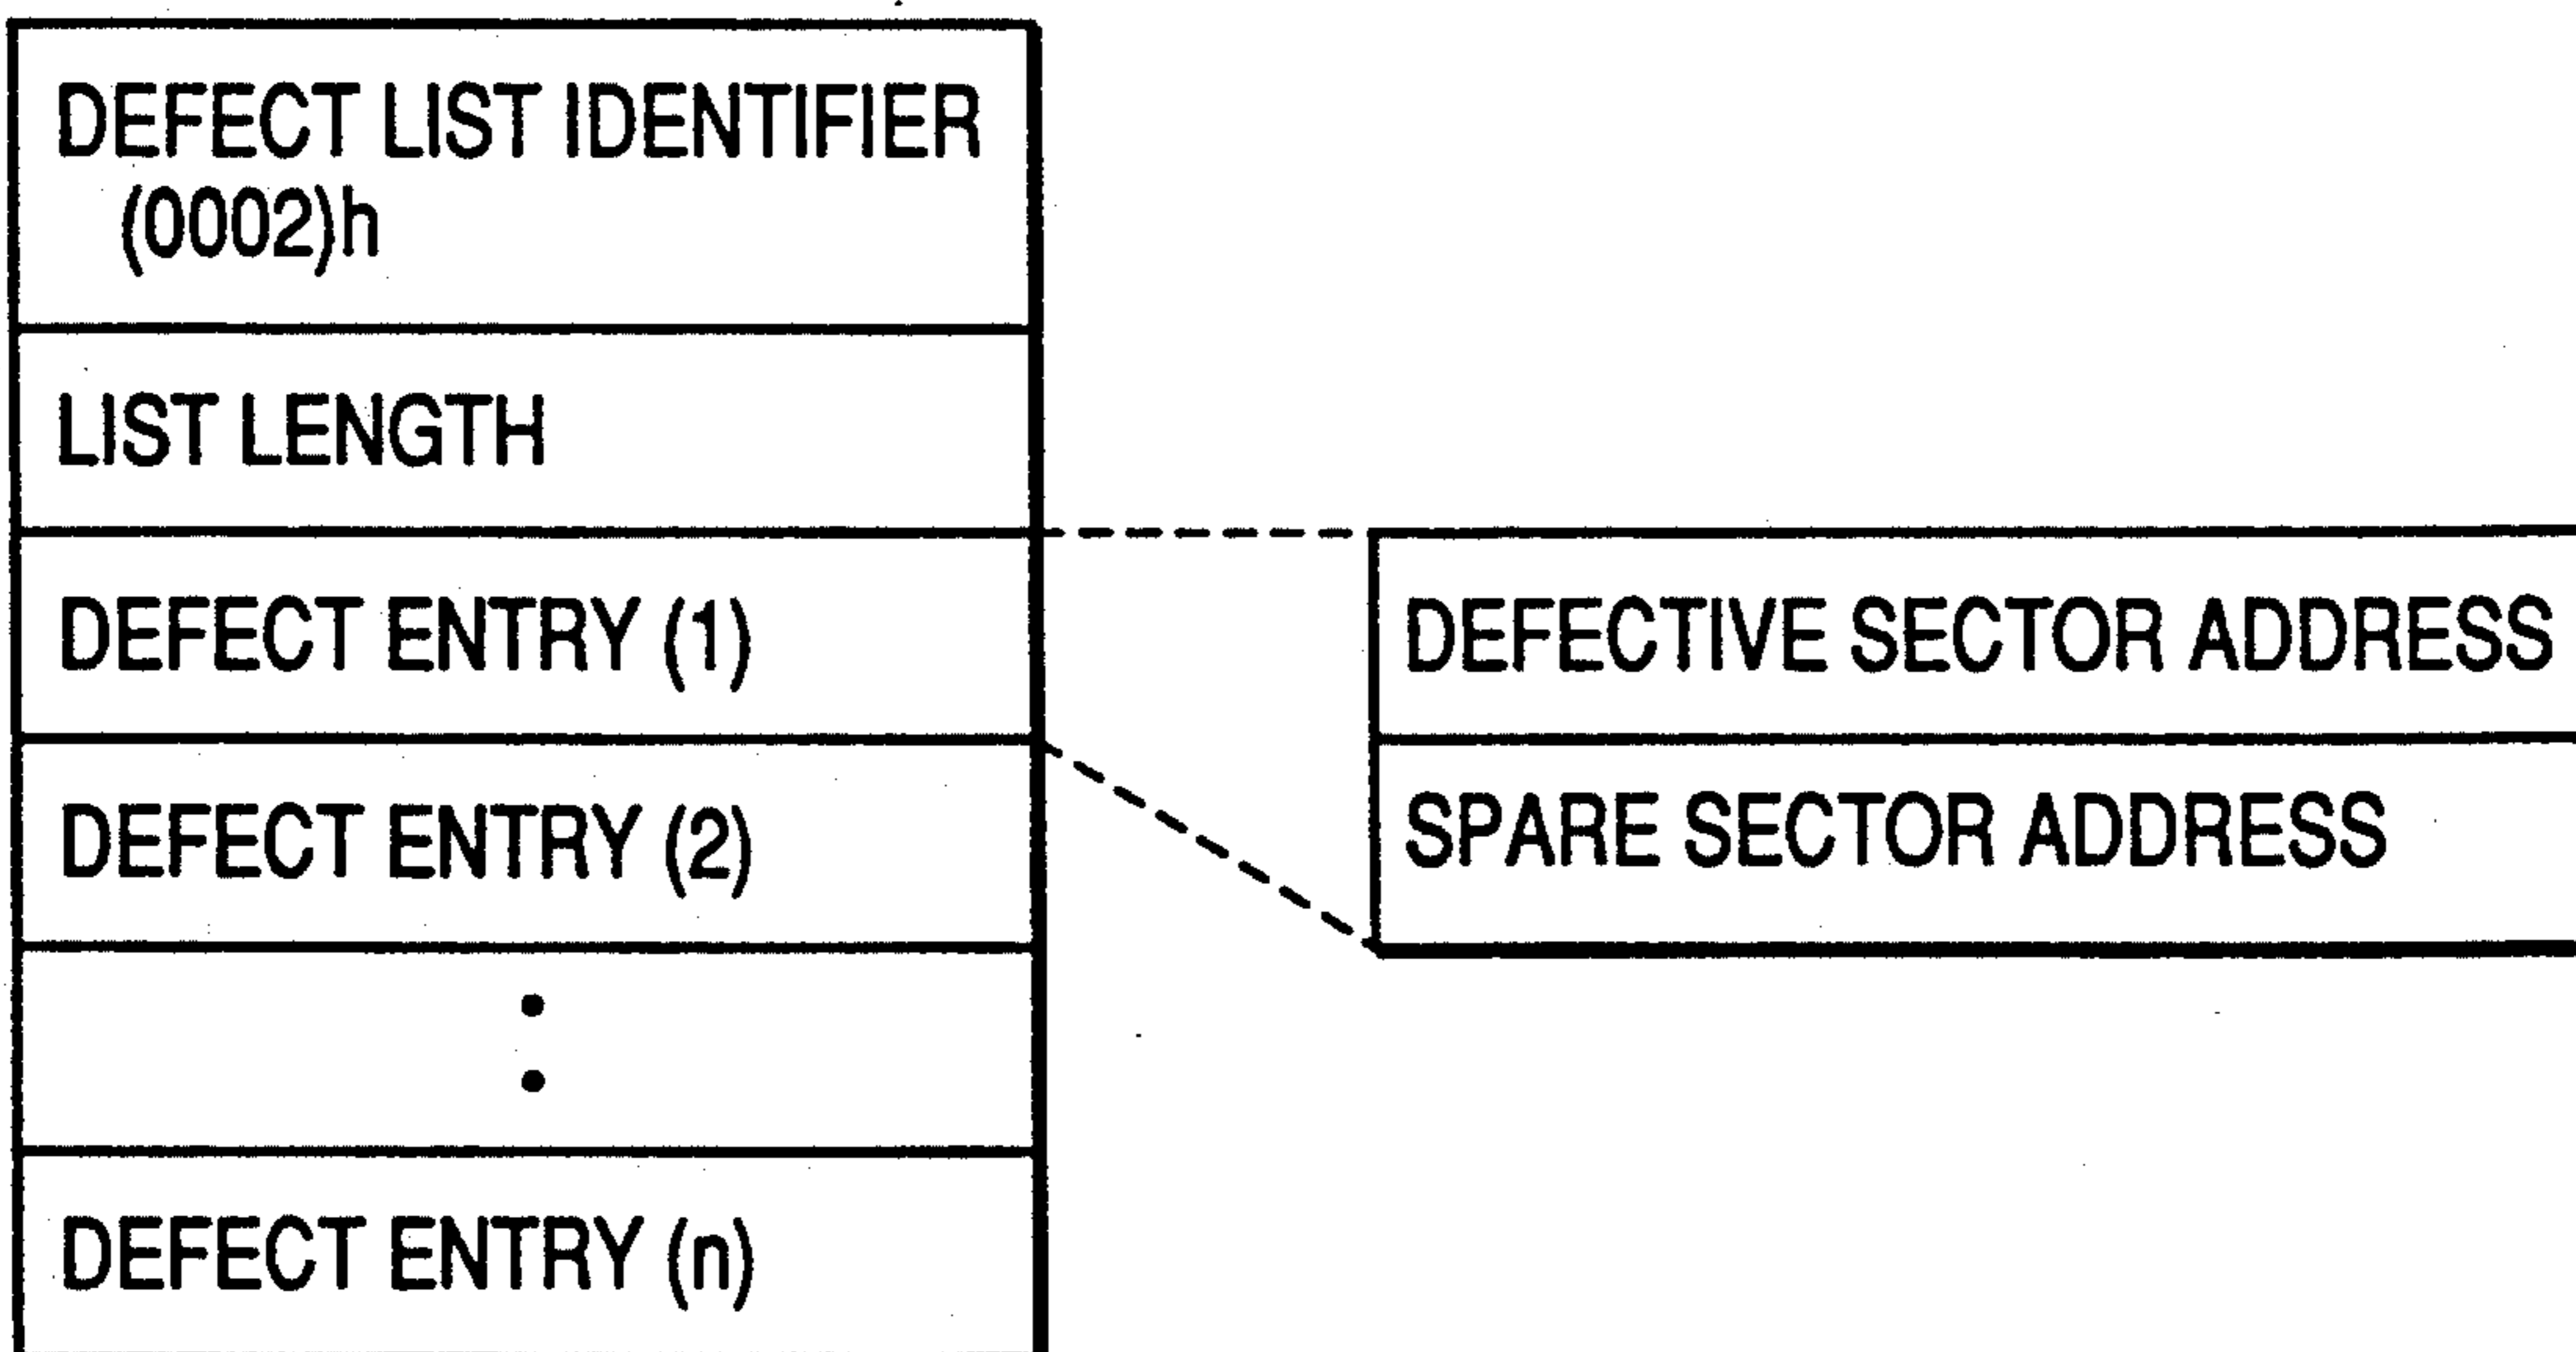 DEFECT LIST IDENTIFIER
(0002)h
LIST LENGTH
DEFECT ENTRY (1)
DEFECT ENTRY (2)
DEFECT ENTRY (n)
DEFECTIVE SECTOR ADDRESS
SPARE SECTOR ADDRESS